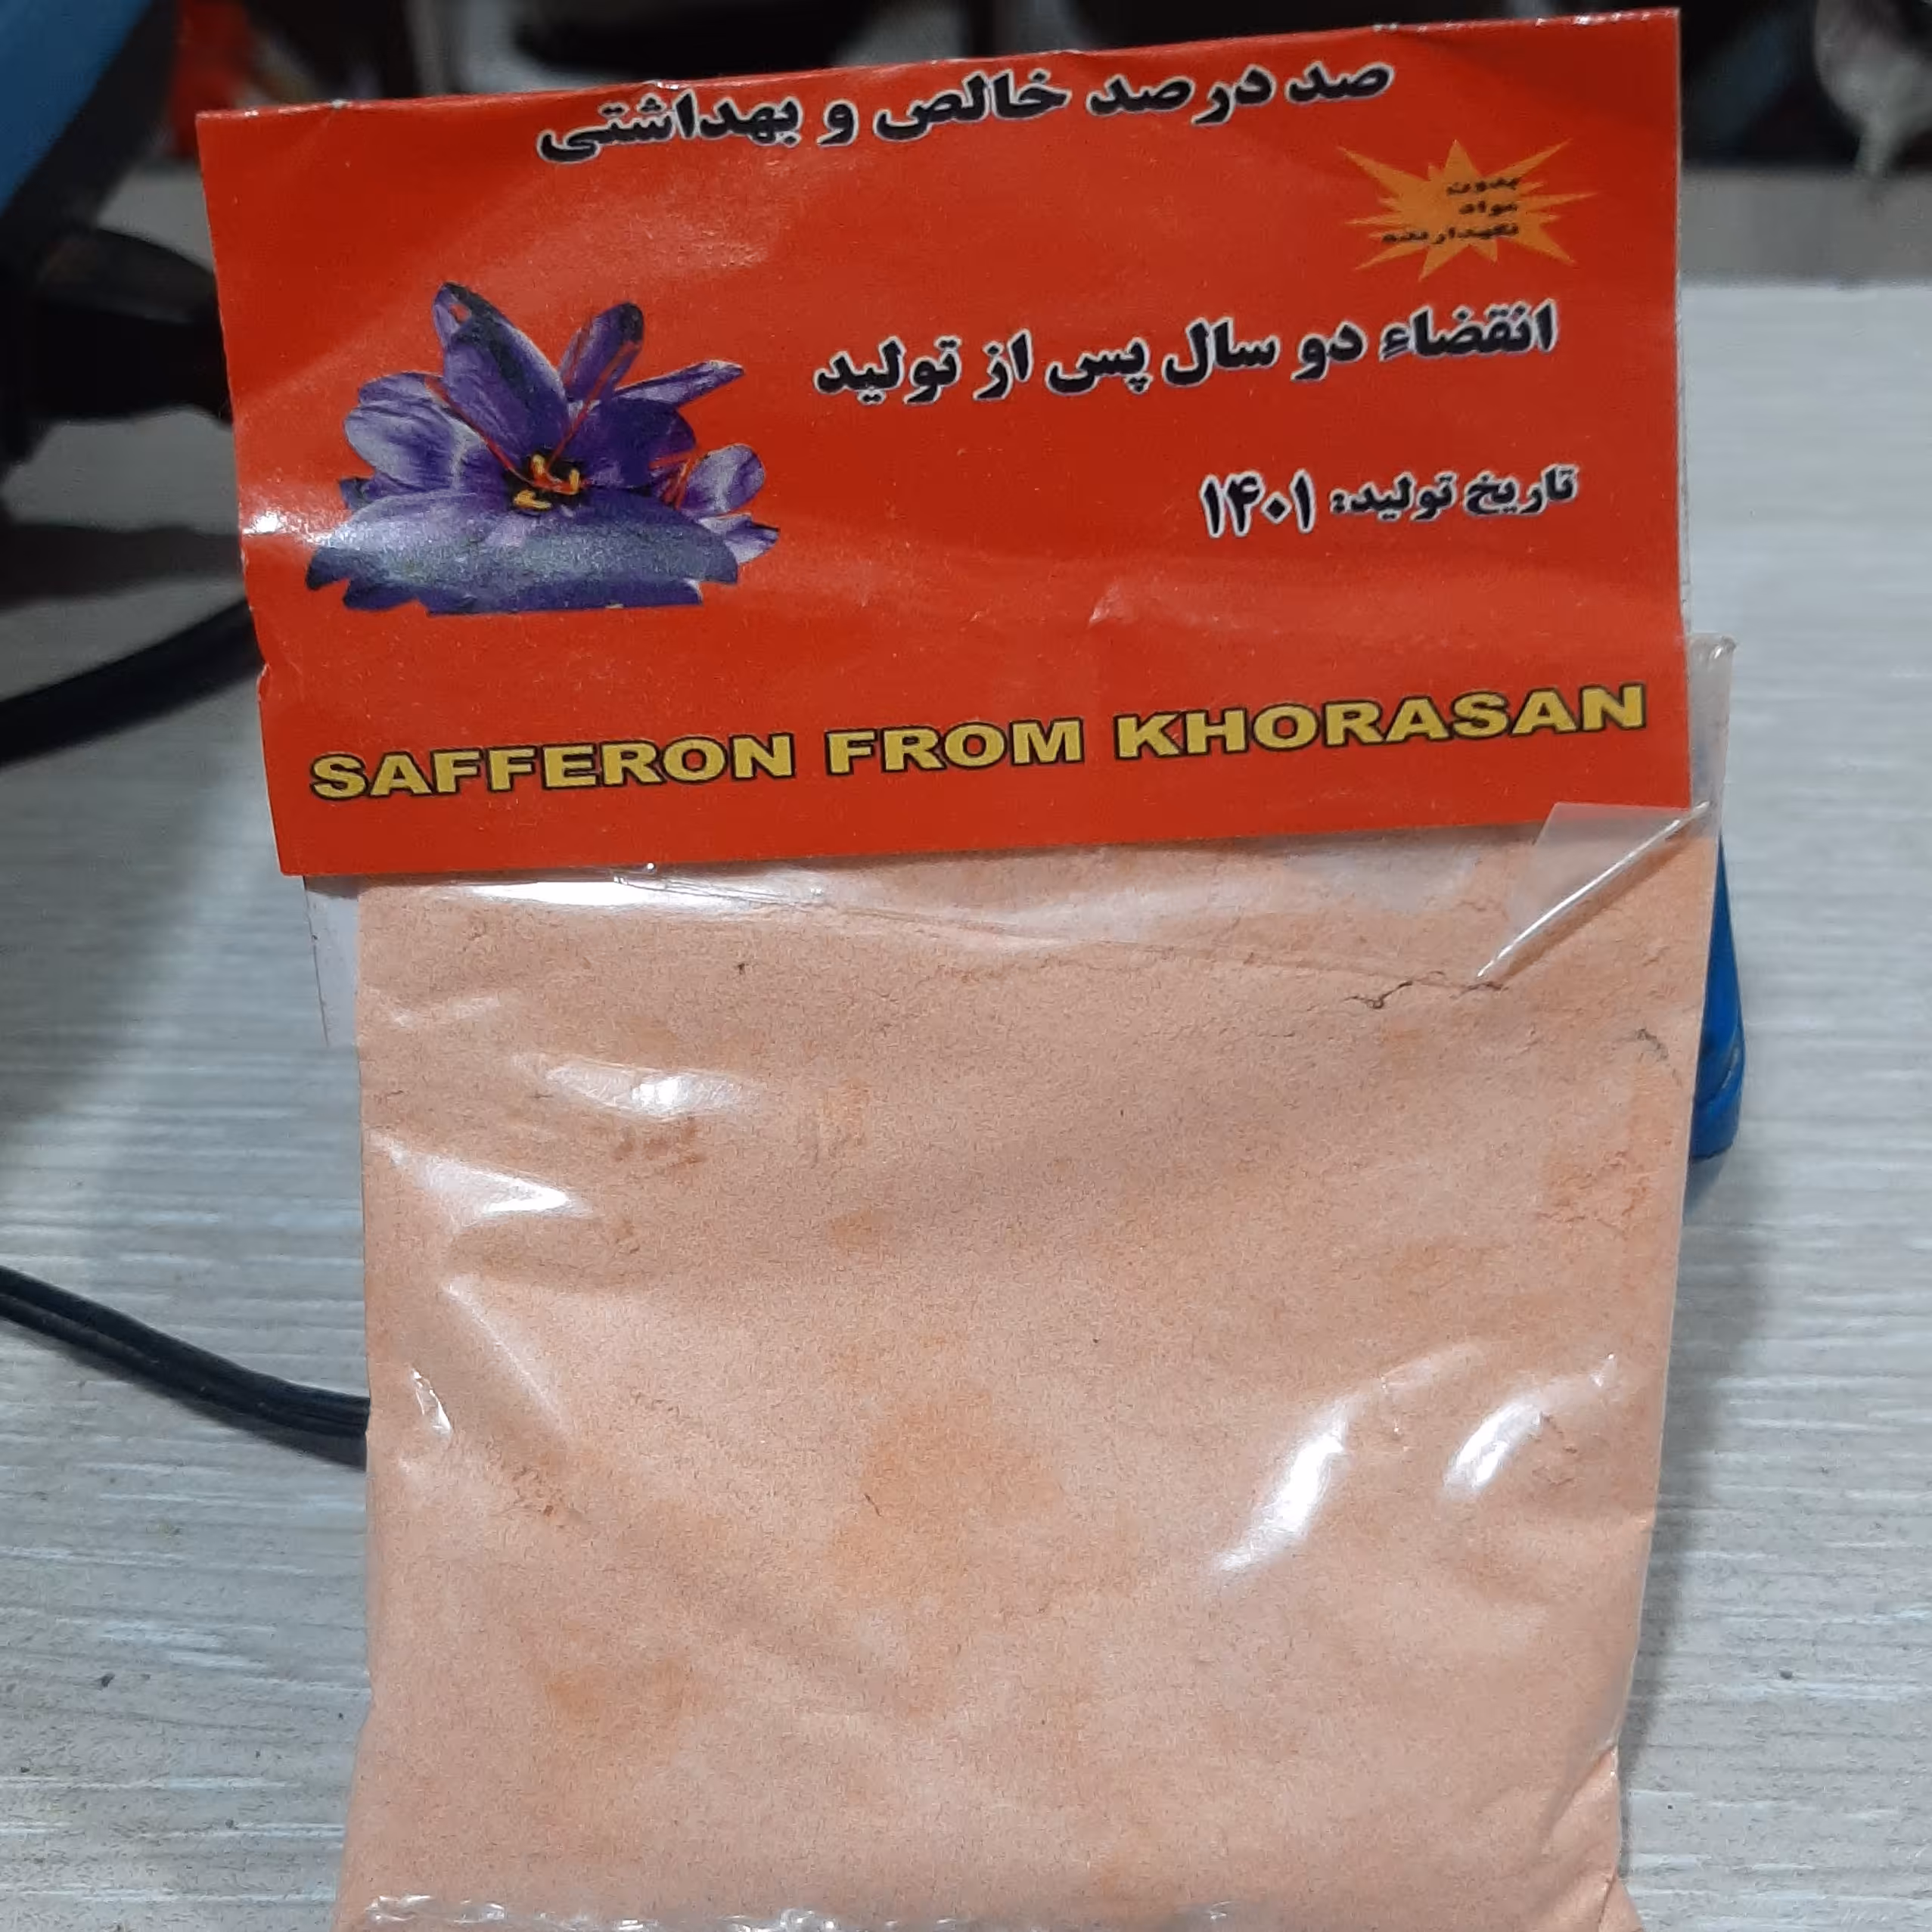 صد در صد خالص و بهداشتی
بدون
مواد
نگهدارنده
انقضاء دو سال پس از تولید
تاریخ تولید: ۱۴۰۱
SAFFERON FROM KHORASAN